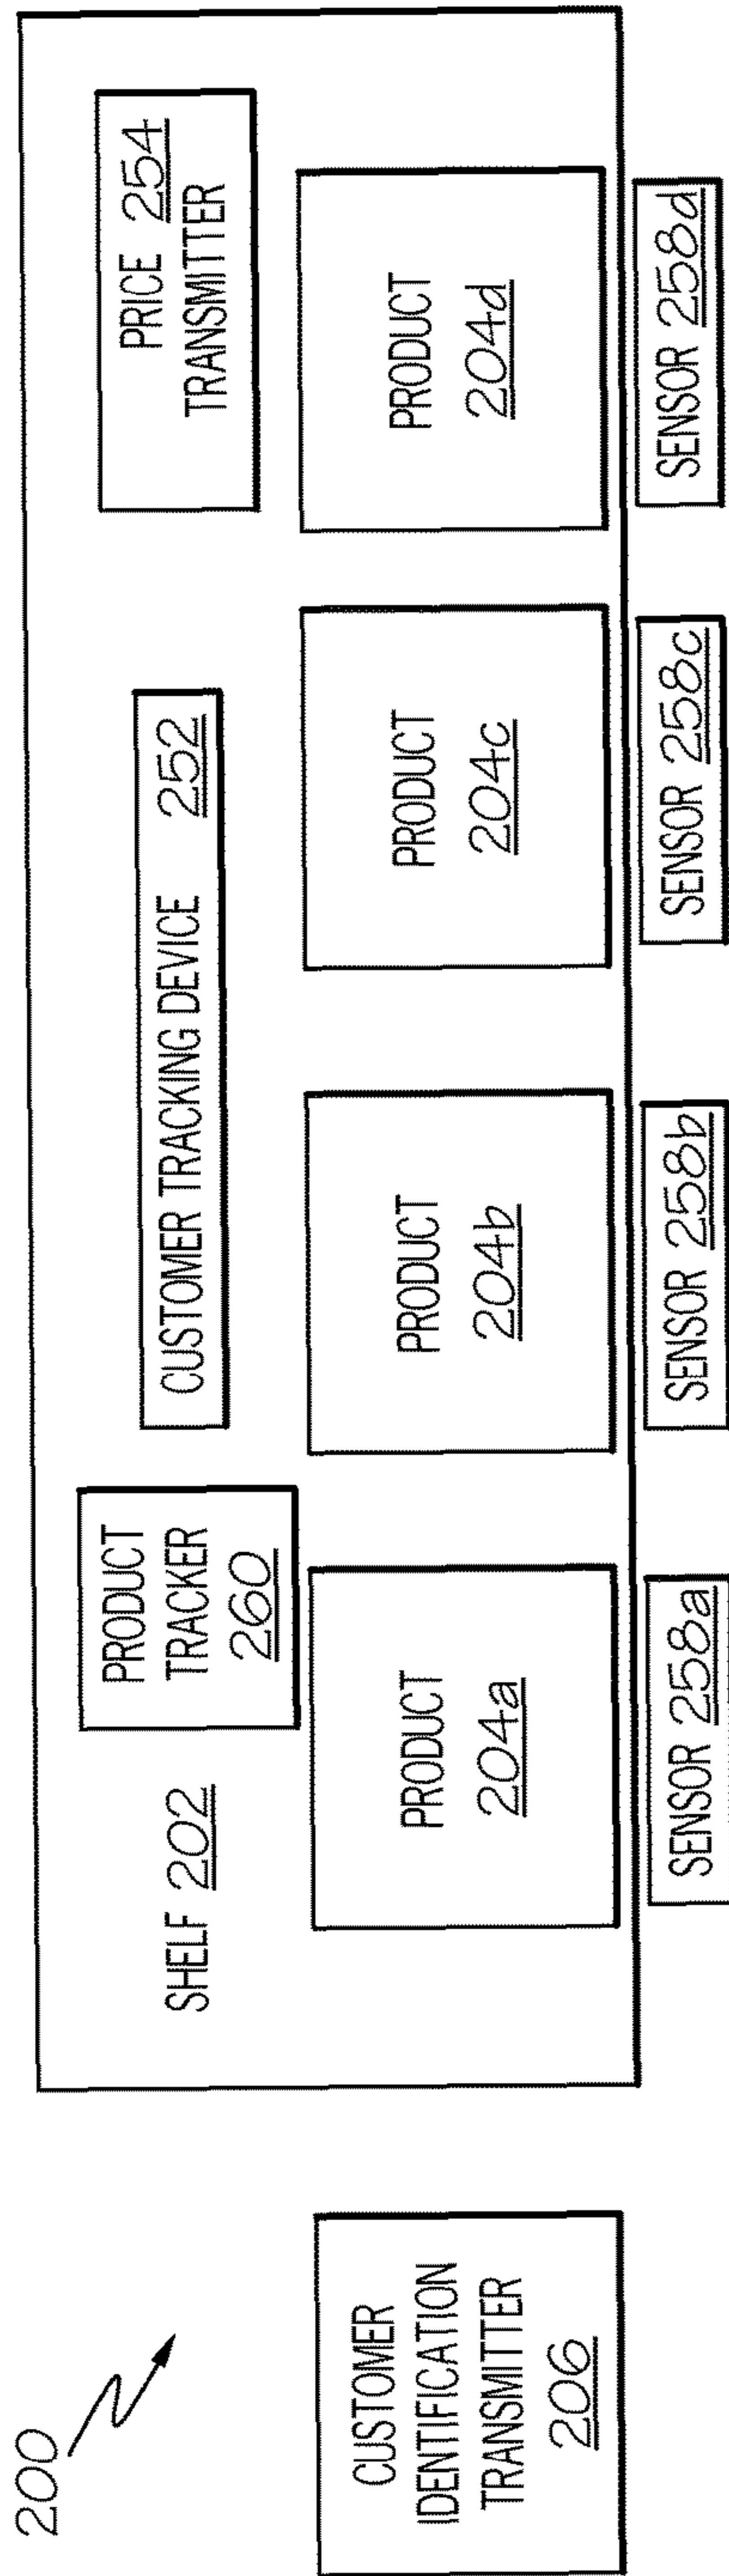 200
CUSTOMER
IDENTIFICATION
TRANSMITTER
206
SHELF 202
PRODUCT
TRACKER
260
CUSTOMER TRACKING DEVICE 252
PRICE 254
TRANSMITTER
PRODUCT
204a
PRODUCT
204b
PRODUCT
204c
PRODUCT
204d
SENSOR 258a
SENSOR 258b
SENSOR 258c
SENSOR 258d